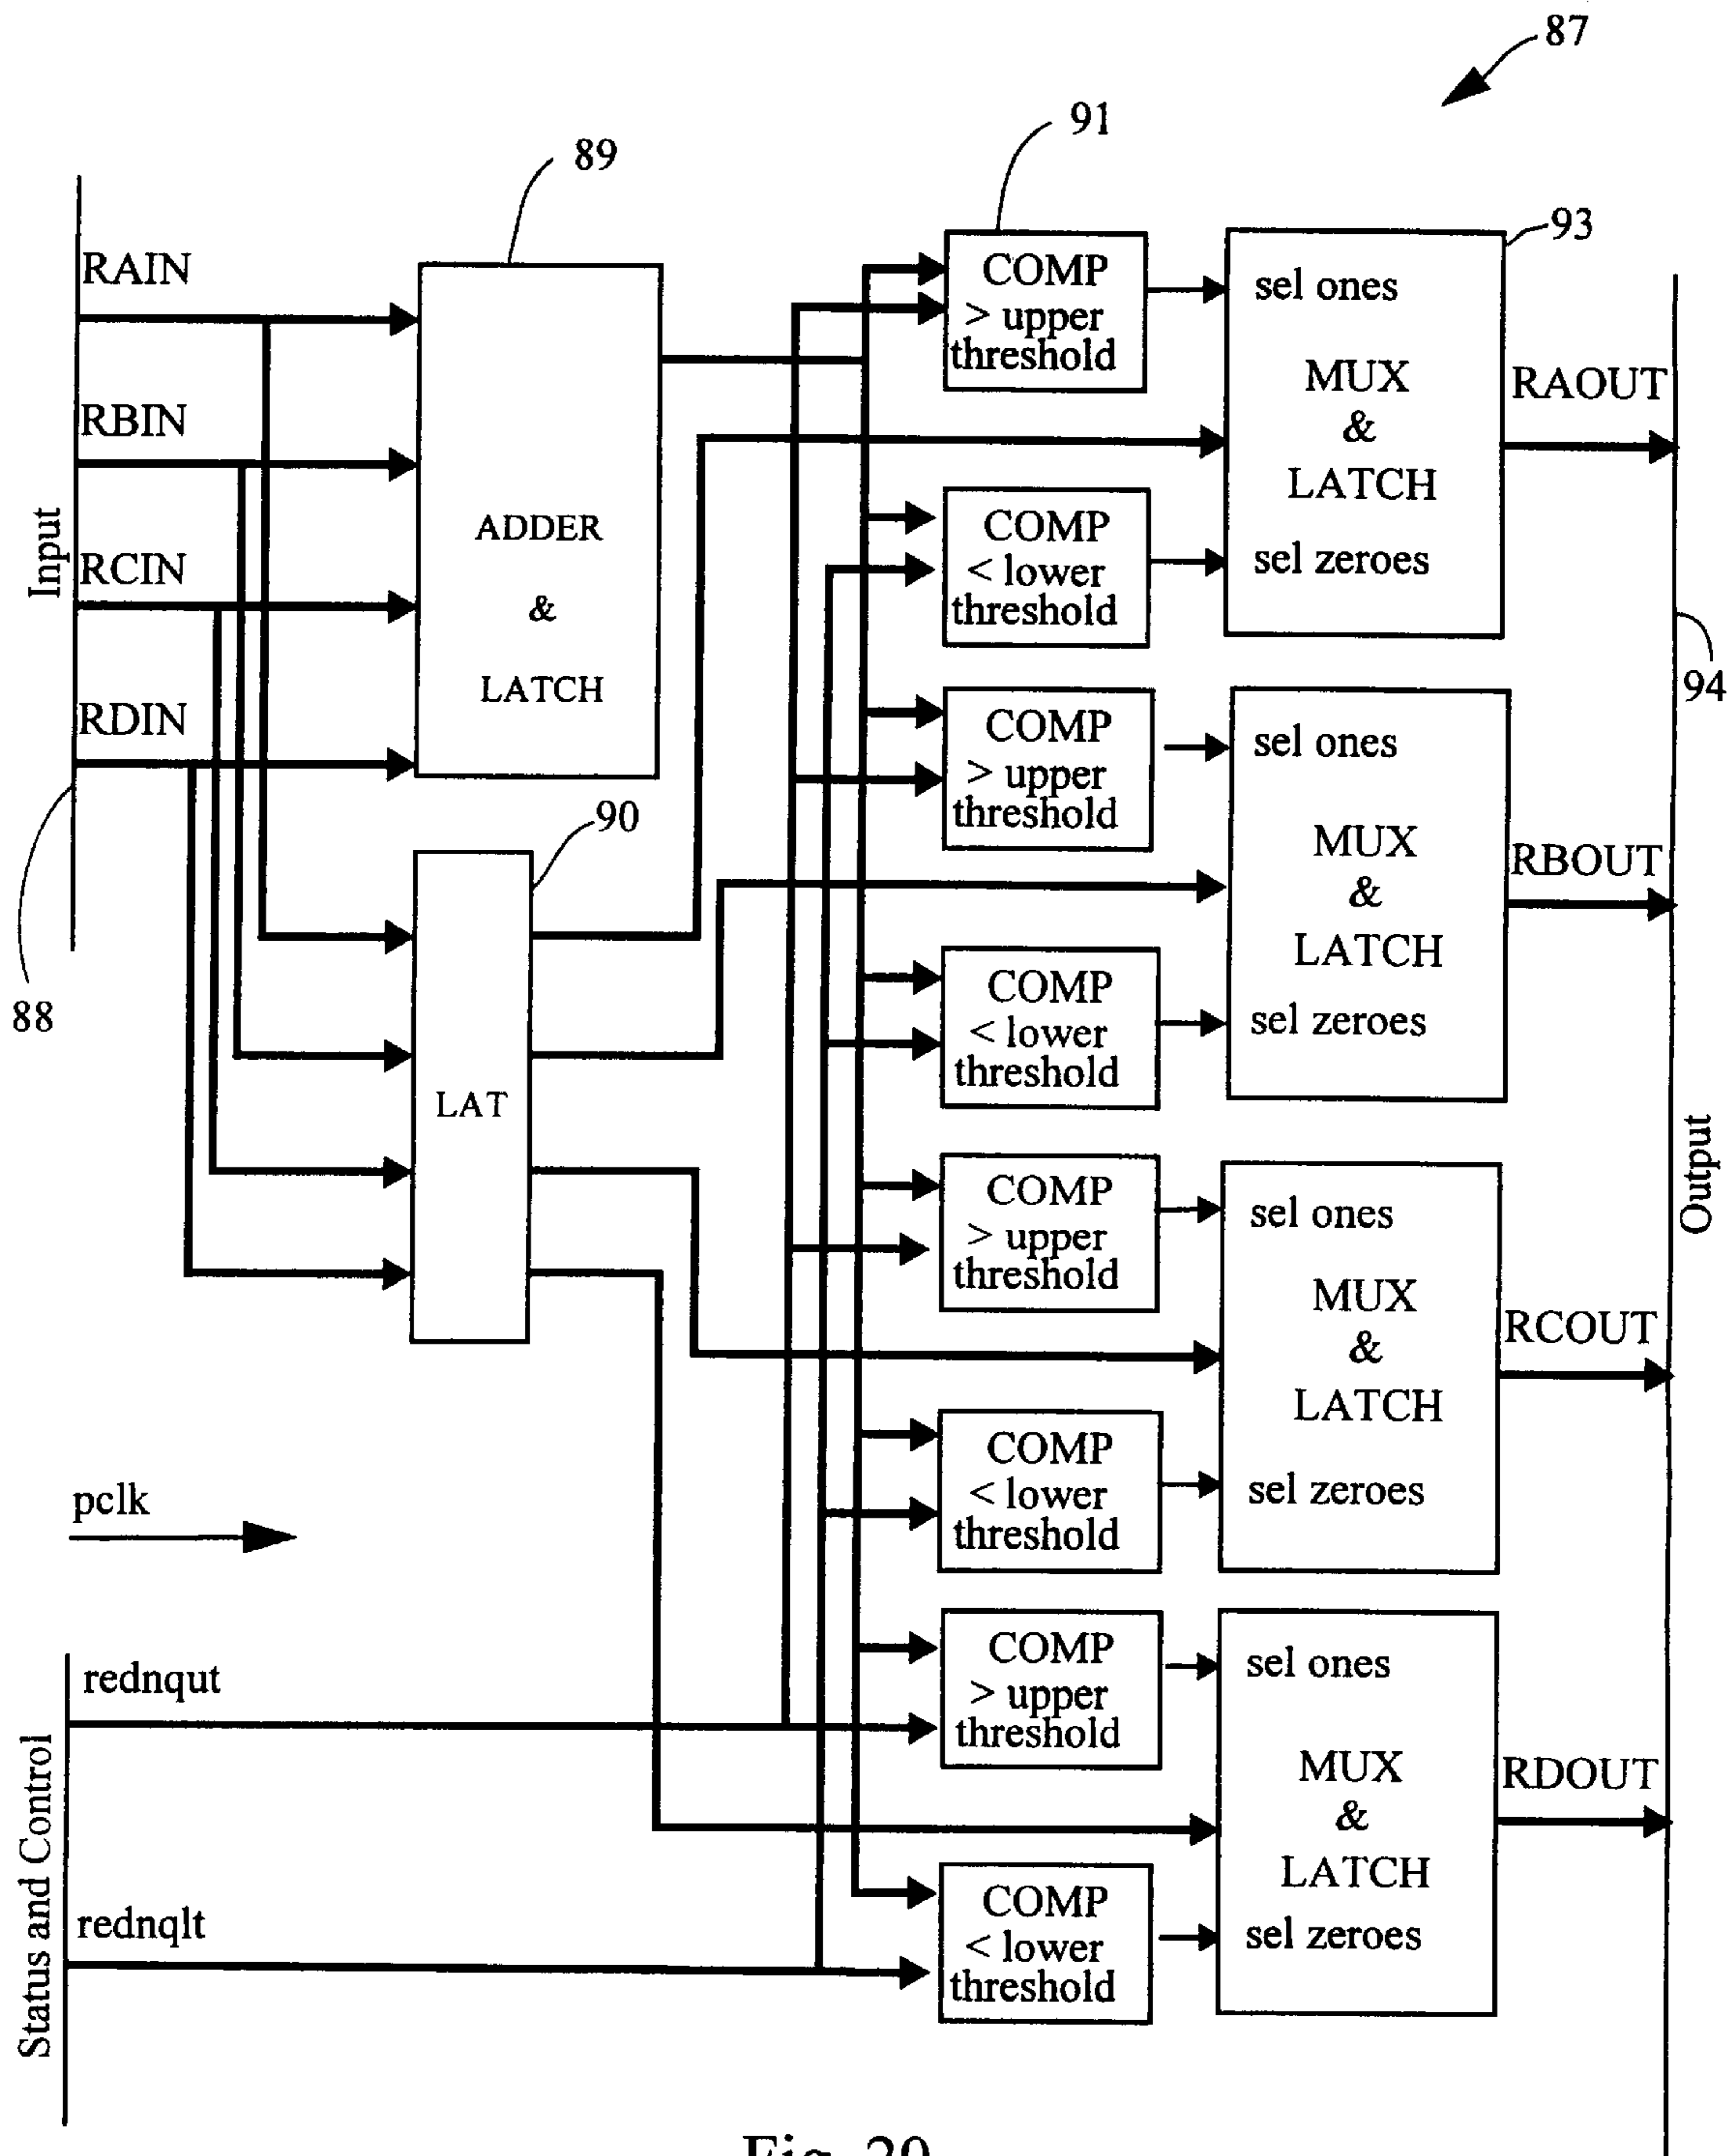 87
91
89
93
RAIN
RBIN
RCIN
RDIN
Input
88
ADDER
&
LATCH
90
LAT
COMP
> upper
threshold
COMP
< lower
threshold
sel ones
MUX
&
LATCH
sel zeroes
RAOUT
94
COMP
> upper
threshold
COMP
< lower
threshold
sel ones
MUX
&
LATCH
sel zeroes
RBOUT
Output
COMP
> upper
threshold
COMP
< lower
threshold
sel ones
MUX
&
LATCH
sel zeroes
RCOUT
pclk
Status and Control
rednqut
rednqlt
COMP
> upper
threshold
COMP
< lower
threshold
sel ones
MUX
&
LATCH
sel zeroes
RDOUT